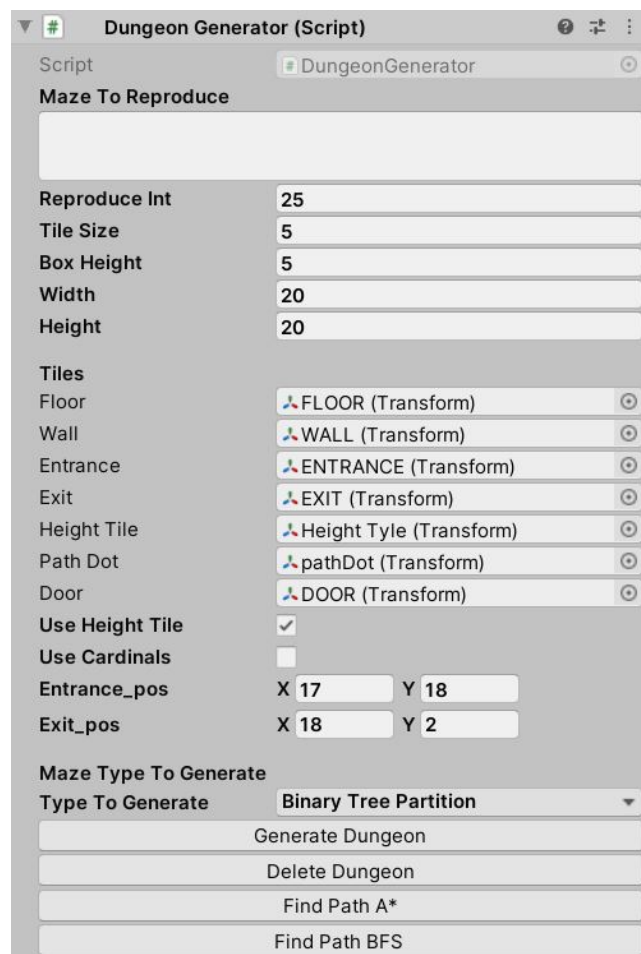 # Dungeon Generator (Script)
Script # DungeonGenerator
Maze To Reproduce
Reproduce Int 25
Tile Size 5
Box Height 5
Width 20
Height 20
Tiles
Floor FLOOR (Transform)
Wall WALL (Transform)
Entrance ENTRANCE (Transform)
Exit EXIT (Transform)
Height Tile Height Tyle (Transform)
Path Dot pathDot (Transform)
Door DOOR (Transform)
Use Height Tile
Use Cardinals
Entrance_pos X 17 Y 18
Exit_pos X 18 Y 2
Maze Type To Generate
Type To Generate Binary Tree Partition
Generate Dungeon
Delete Dungeon
Find Path A*
Find Path BFS